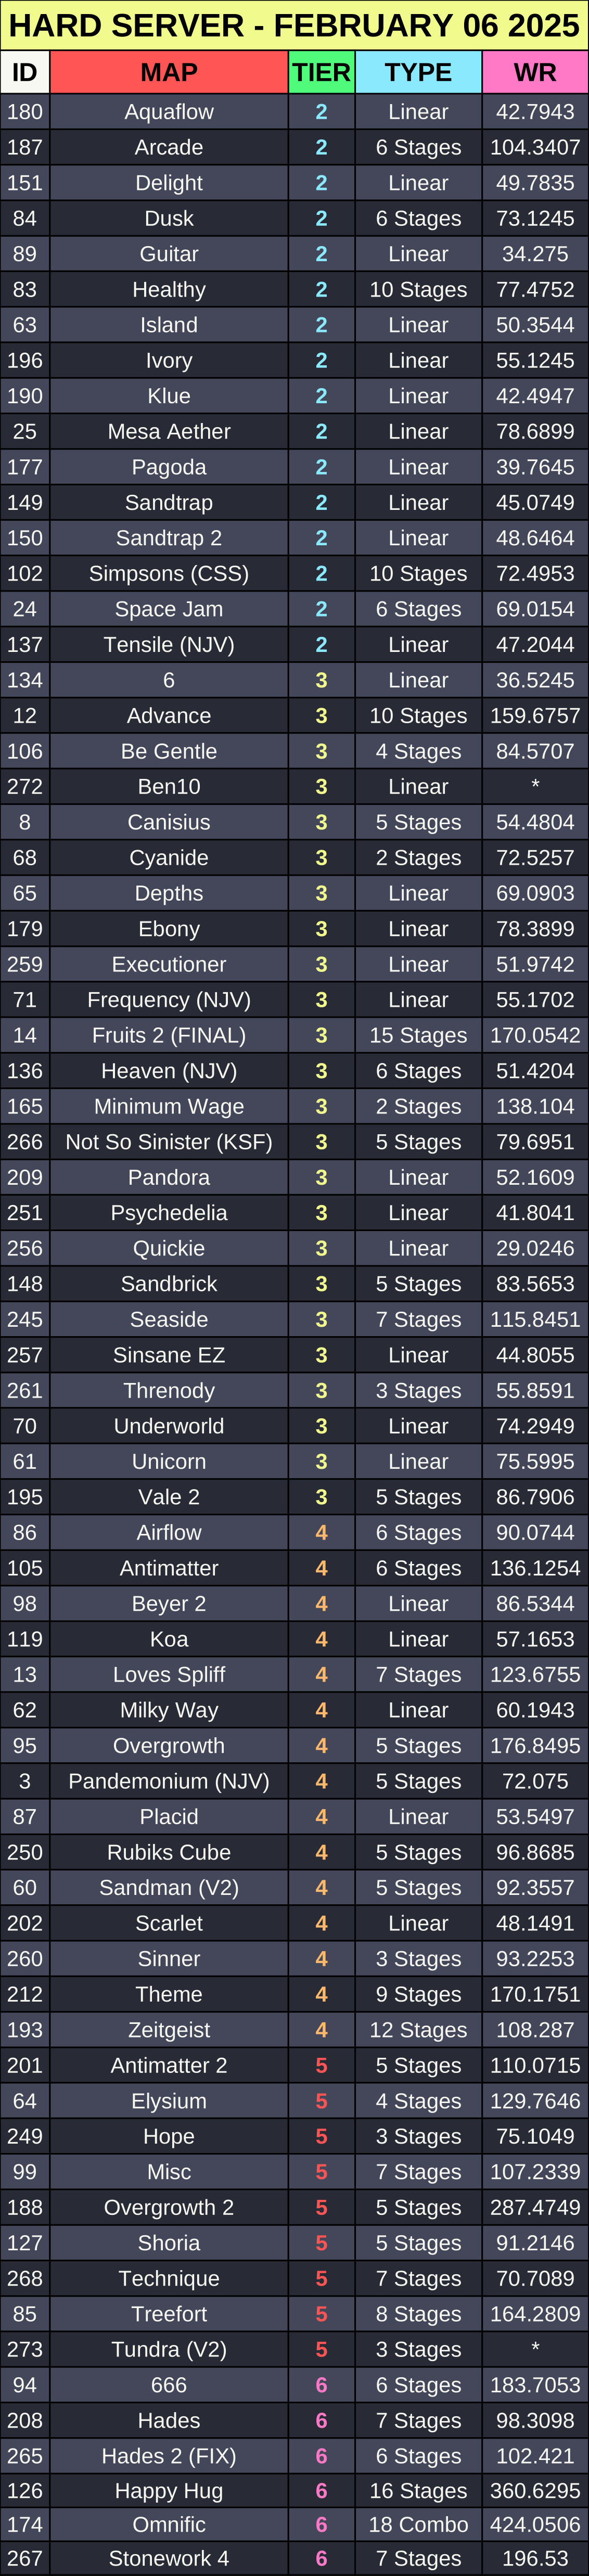 HARD SERVER - FEBRUARY 06 2025
ID MAP TIER TYPE WR
180 Aquaflow 2 Linear 42.7943
187 Arcade 2 6 Stages 104.3407
151 Delight 2 Linear 49.7835
84 Dusk 2 6 Stages 73.1245
89 Guitar 2 Linear 34.275
83 Healthy 2 10 Stages 77.4752
63 Island 2 Linear 50.3544
196 Ivory 2 Linear 55.1245
190 Klue 2 Linear 42.4947
25 Mesa Aether 2 Linear 78.6899
177 Pagoda 2 Linear 39.7645
149 Sandtrap 2 Linear 45.0749
150 Sandtrap 2 2 Linear 48.6464
102 Simpsons (CSS) 2 10 Stages 72.4953
24 Space Jam 2 6 Stages 69.0154
137 Tensile (NJV) 2 Linear 47.2044
134 6 3 Linear 36.5245
12 Advance 3 10 Stages 159.6757
106 Be Gentle 3 4 Stages 84.5707
272 Ben10 3 Linear *
8 Canisius 3 5 Stages 54.4804
68 Cyanide 3 2 Stages 72.5257
65 Depths 3 Linear 69.0903
179 Ebony 3 Linear 78.3899
259 Executioner 3 Linear 51.9742
71 Frequency (NJV) 3 Linear 55.1702
14 Fruits 2 (FINAL) 3 15 Stages 170.0542
136 Heaven (NJV) 3 6 Stages 51.4204
165 Minimum Wage 3 2 Stages 138.104
266 Not So Sinister (KSF) 3 5 Stages 79.6951
209 Pandora 3 Linear 52.1609
251 Psychedelia 3 Linear 41.8041
256 Quickie 3 Linear 29.0246
148 Sandbrick 3 5 Stages 83.5653
245 Seaside 3 7 Stages 115.8451
257 Sinsane EZ 3 Linear 44.8055
261 Threnody 3 3 Stages 55.8591
70 Underworld 3 Linear 74.2949
61 Unicorn 3 Linear 75.5995
195 Vale 2 3 5 Stages 86.7906
86 Airflow 4 6 Stages 90.0744
105 Antimatter 4 6 Stages 136.1254
98 Beyer 2 4 Linear 86.5344
119 Koa 4 Linear 57.1653
13 Loves Spliff 4 7 Stages 123.6755
62 Milky Way 4 Linear 60.1943
95 Overgrowth 4 5 Stages 176.8495
3 Pandemonium (NJV) 4 5 Stages 72.075
87 Placid 4 Linear 53.5497
250 Rubiks Cube 4 5 Stages 96.8685
60 Sandman (V2) 4 5 Stages 92.3557
202 Scarlet 4 Linear 48.1491
260 Sinner 4 3 Stages 93.2253
212 Theme 4 9 Stages 170.1751
193 Zeitgeist 4 12 Stages 108.287
201 Antimatter 2 5 5 Stages 110.0715
64 Elysium 5 4 Stages 129.7646
249 Hope 5 3 Stages 75.1049
99 Misc 5 7 Stages 107.2339
188 Overgrowth 2 5 5 Stages 287.4749
127 Shoria 5 5 Stages 91.2146
268 Technique 5 7 Stages 70.7089
85 Treefort 5 8 Stages 164.2809
273 Tundra (V2) 5 3 Stages *
94 666 6 6 Stages 183.7053
208 Hades 6 7 Stages 98.3098
265 Hades 2 (FIX) 6 6 Stages 102.421
126 Happy Hug 6 16 Stages 360.6295
174 Omnific 6 18 Combo 424.0506
267 Stonework 4 6 7 Stages 196.53